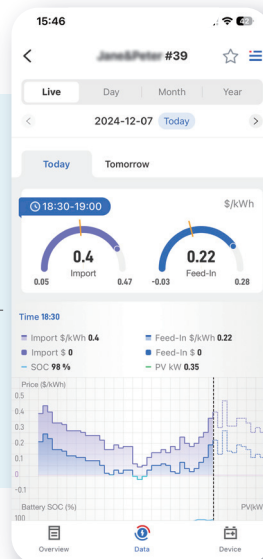 15:46
42
#39
Live Day Month Year
2024-12-07 Today
Today Tomorrow
18:30-19:00 $/kWh
0.4 0.22
Import Feed-In
0.05 0.47 -0.03 0.28
Time 18:30
Import $/kWh 0.4 Feed-In $/kWh 0.22
Import $ 0 Feed-In $ 0
SOC 98 % PV kW 0.35
Price ($/kWh)
0.5
0.4
0.3
0.2
0.1
0
-0.1
Battery SOC (%) PV(kW
100
Overview Data Device